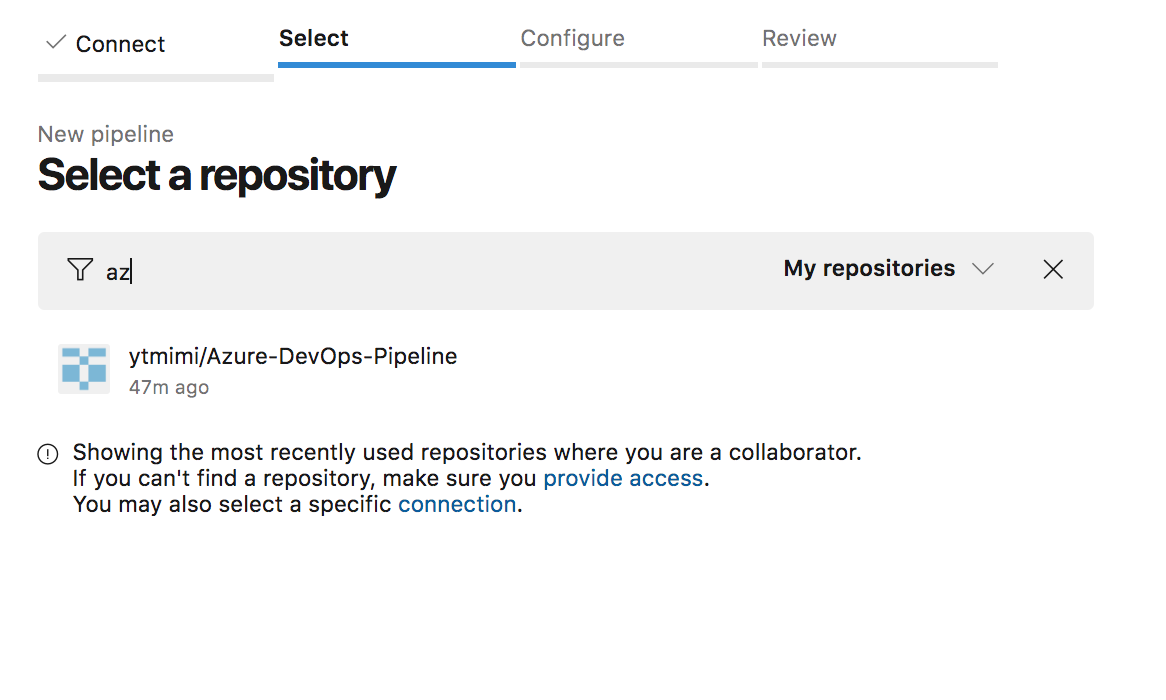 Connect
Select
Configure
Review
New pipeline
Select a repository
az
My repositories
ytmimi/Azure-DevOps-Pipeline
47m ago
Showing the most recently used repositories where you are a collaborator.
If you can't find a repository, make sure you provide access.
You may also select a specific connection.